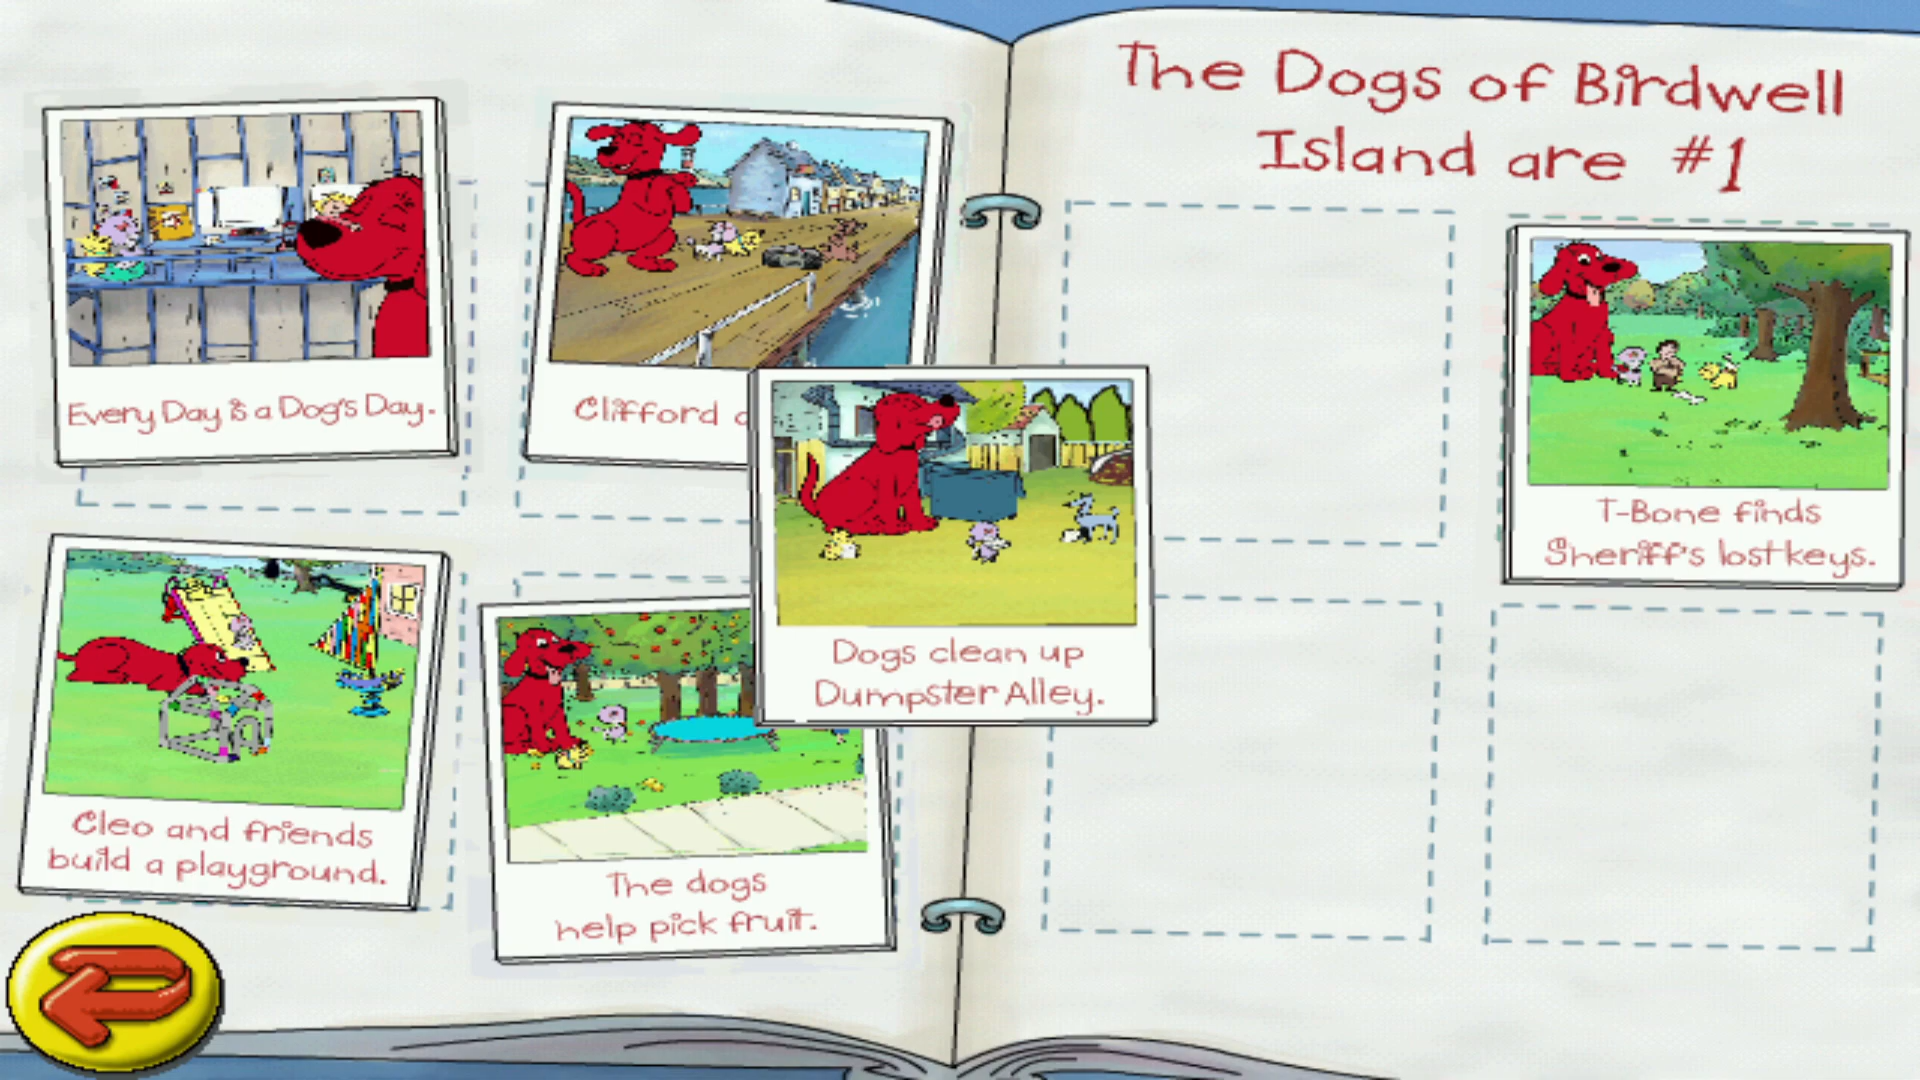 The Dogs of Birdwell
Island are #1
Every Day is a Dog's Day.
Clifford
T-Bone finds
Sheriff's lost keys.
Dogs clean up
Dumpster Alley.
Cleo and friends
build a playground.
The dogs
help pick fruit.